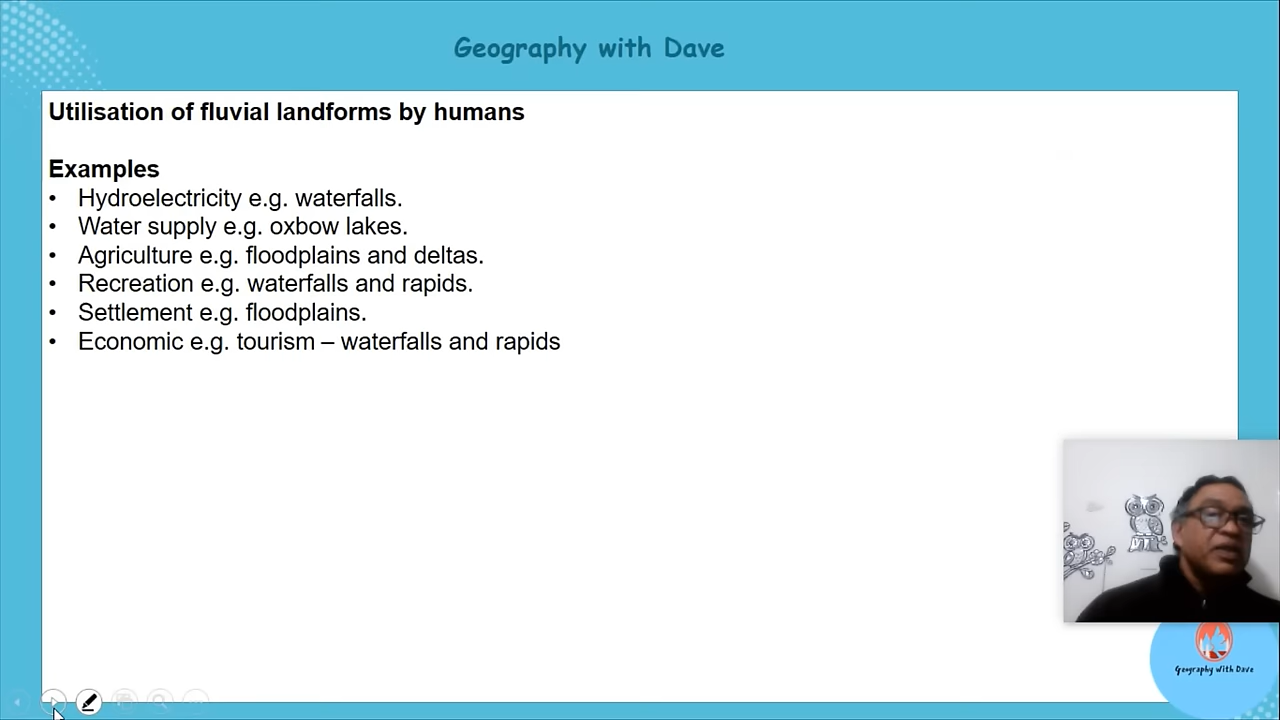 Geography with Dave
Utilisation of fluvial landforms by humans
Examples
• Hydroelectricity e.g. waterfalls.
• Water supply e.g. oxbow lakes.
• Agriculture e.g. floodplains and deltas.
• Recreation e.g. waterfalls and rapids.
• Settlement e.g. floodplains.
• Economic e.g. tourism – waterfalls and rapids
Geography with Dave